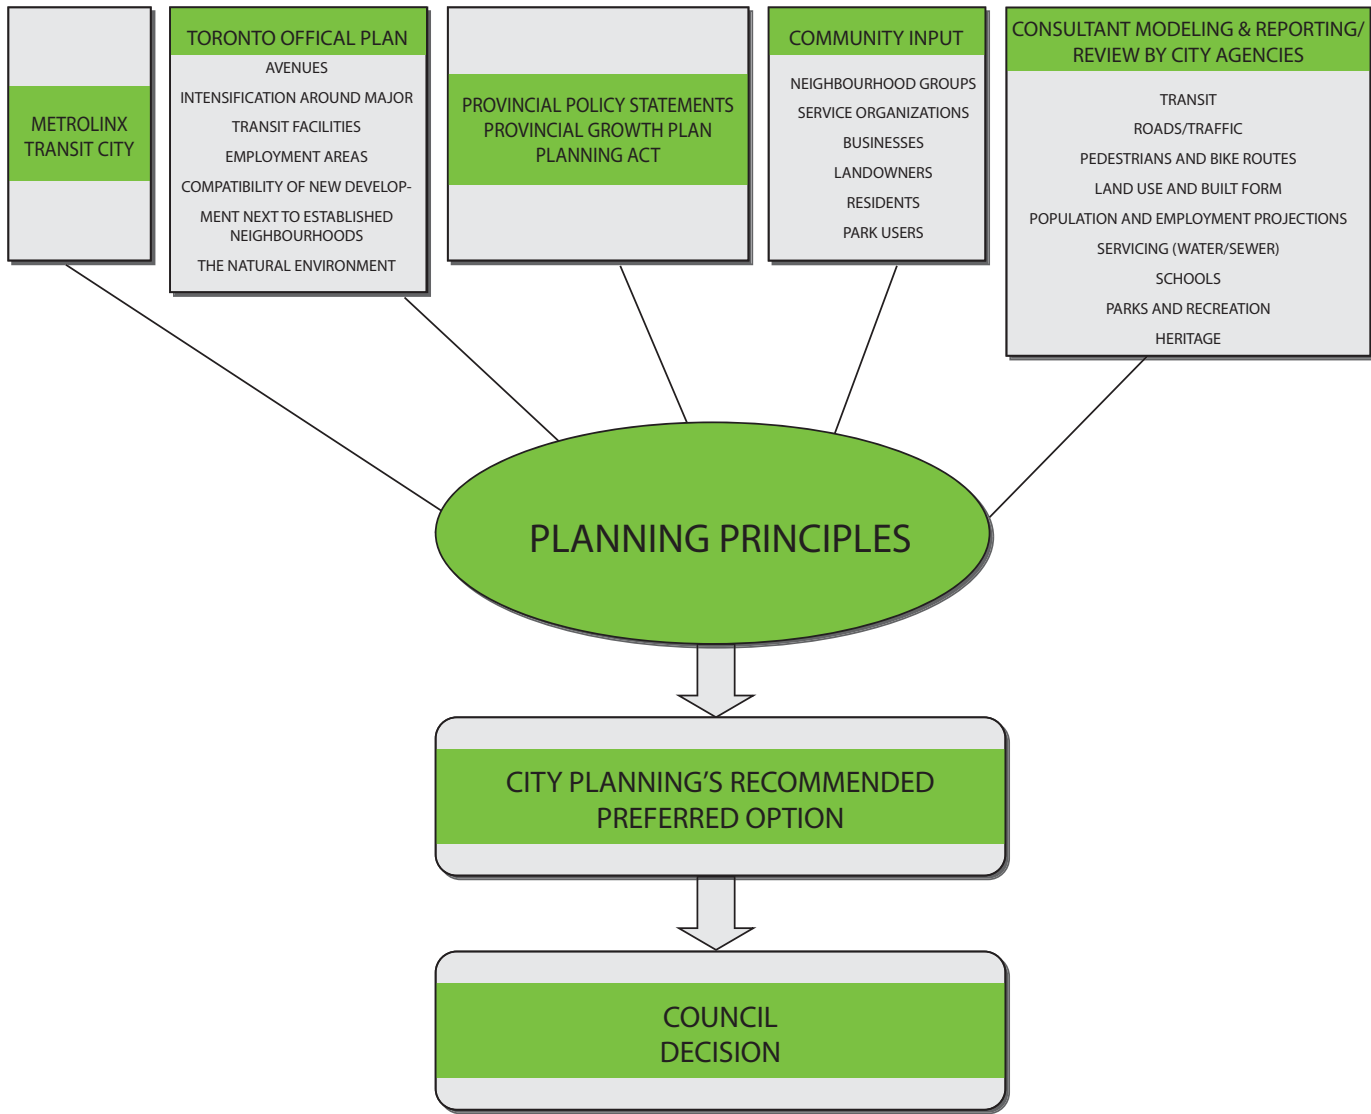 METROLINX
TRANSIT CITY
TORONTO OFFICAL PLAN
AVENUES
INTENSIFICATION AROUND MAJOR
TRANSIT FACILITIES
EMPLOYMENT AREAS
COMPATIBILITY OF NEW DEVELOP-
MENT NEXT TO ESTABLISHED
NEIGHBOURHOODS
THE NATURAL ENVIRONMENT
PROVINCIAL POLICY STATEMENTS
PROVINCIAL GROWTH PLAN
PLANNING ACT
COMMUNITY INPUT
NEIGHBOURHOOD GROUPS
SERVICE ORGANIZATIONS
BUSINESSES
LANDOWNERS
RESIDENTS
PARK USERS
CONSULTANT MODELING & REPORTING/
REVIEW BY CITY AGENCIES
TRANSIT
ROADS/TRAFFIC
PEDESTRIANS AND BIKE ROUTES
LAND USE AND BUILT FORM
POPULATION AND EMPLOYMENT PROJECTIONS
SERVICING (WATER/SEWER)
SCHOOLS
PARKS AND RECREATION
HERITAGE
PLANNING PRINCIPLES
CITY PLANNING'S RECOMMENDED
PREFERRED OPTION
COUNCIL
DECISION